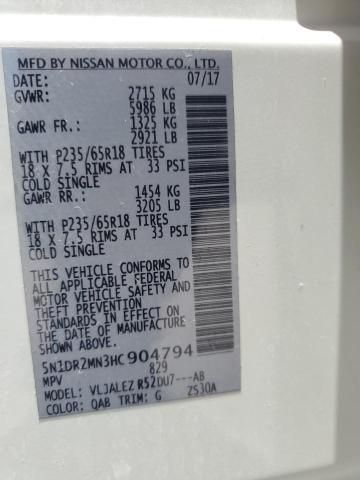 MFD BY NISSAN MOTOR CO., LTD.
DATE: 07/17
GVWR: 2715 KG
5986 LB
GAWR FR.: 1325 KG
2921 LB
WITH P235/65R18 TIRES
18 X 7.5 RIMS AT 33 PSI
COLD SINGLE
GAWR RR.: 1454 KG
3205 LB
WITH P235/65R18 TIRES
18 X 7.5 RIMS AT 33 PSI
COLD SINGLE
THIS VEHICLE CONFORMS TO
ALL APPLICABLE FEDERAL
MOTOR VEHICLE SAFETY AND
THEFT PREVENTION
STANDARDS IN EFFECT ON
THE DATE OF MANUFACTURE
SHOWN ABOVE.
5N1DR2MN3HC904794
MPV 829
MODEL: VLJALEZ R52DU7---AB
COLOR: QAB TRIM: G ZS30A